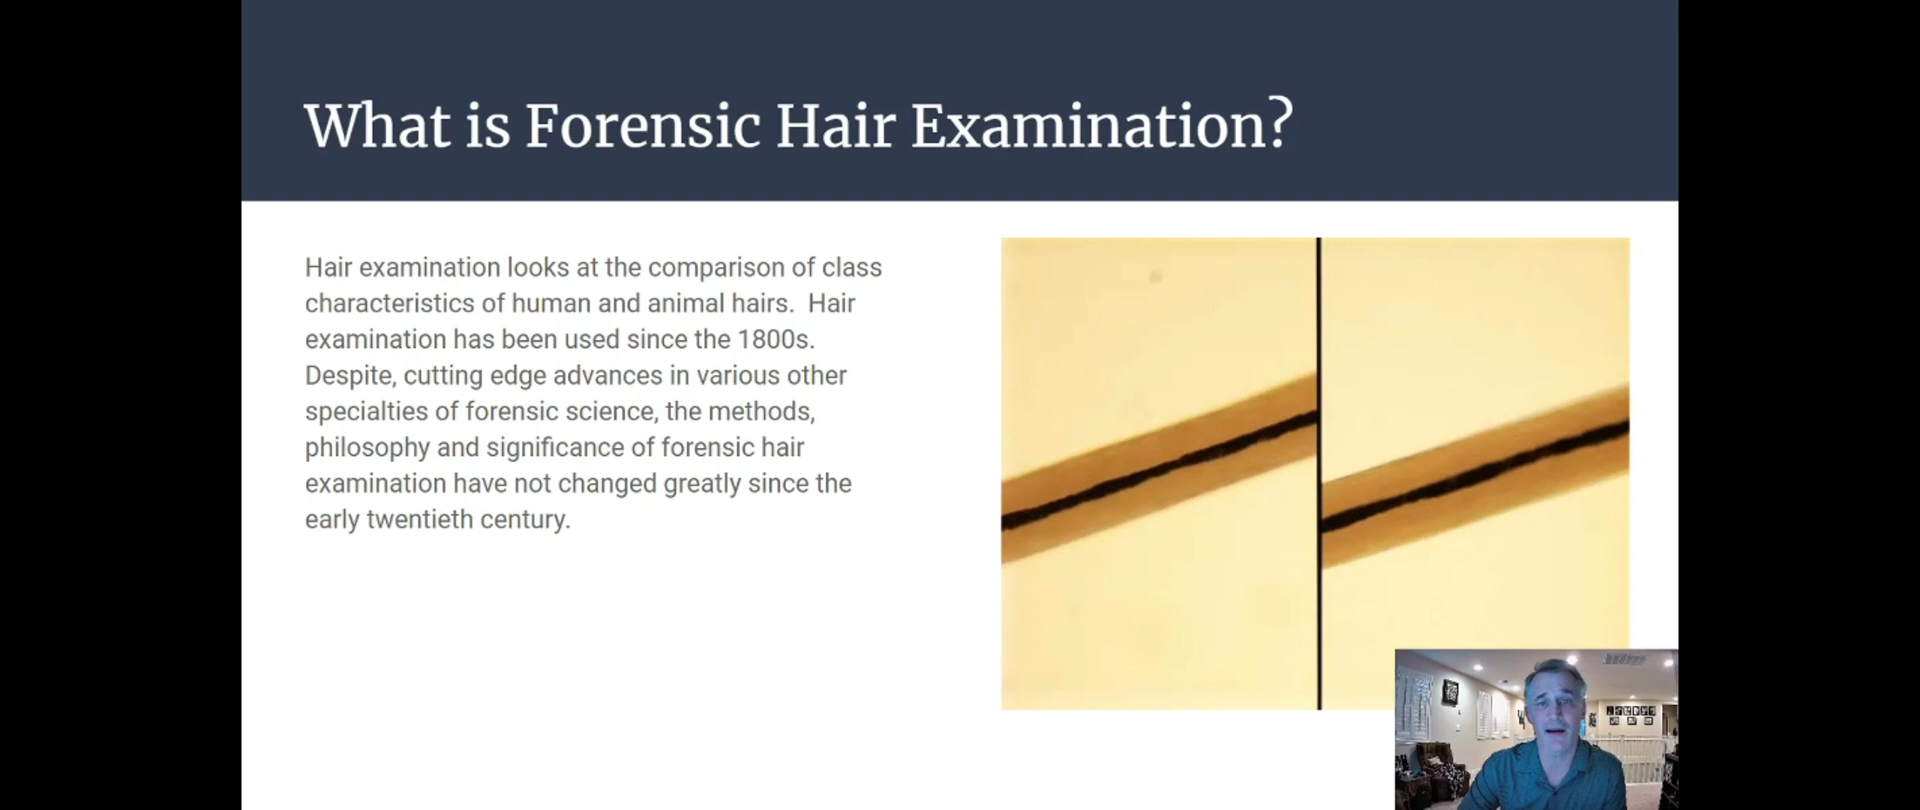 What is Forensic Hair Examination?
Hair examination looks at the comparison of class
characteristics of human and animal hairs.  Hair
examination has been used since the 1800s.
Despite, cutting edge advances in various other
specialties of forensic science, the methods,
philosophy and significance of forensic hair
examination have not changed greatly since the
early twentieth century.